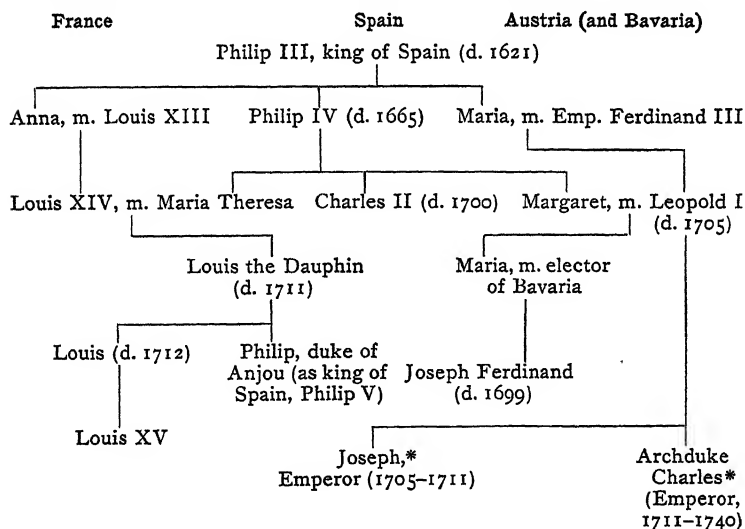 France Spain Austria (and Bavaria)
Philip III, king of Spain (d. 1621)
Anna, m. Louis XIII Philip IV (d. 1665) Maria, m. Emp. Ferdinand III
Louis XIV, m. Maria Theresa Charles II (d. 1700) Margaret, m. Leopold I
(d. 1705)
Louis the Dauphin Maria, m. elector
(d. 1711) of Bavaria
Louis (d. 1712) Philip, duke of
Anjou (as king of Joseph Ferdinand
Spain, Philip V) (d. 1699)
Louis XV
Joseph,* Archduke
Emperor (1705–1711) Charles*
(Emperor,
1711–1740)